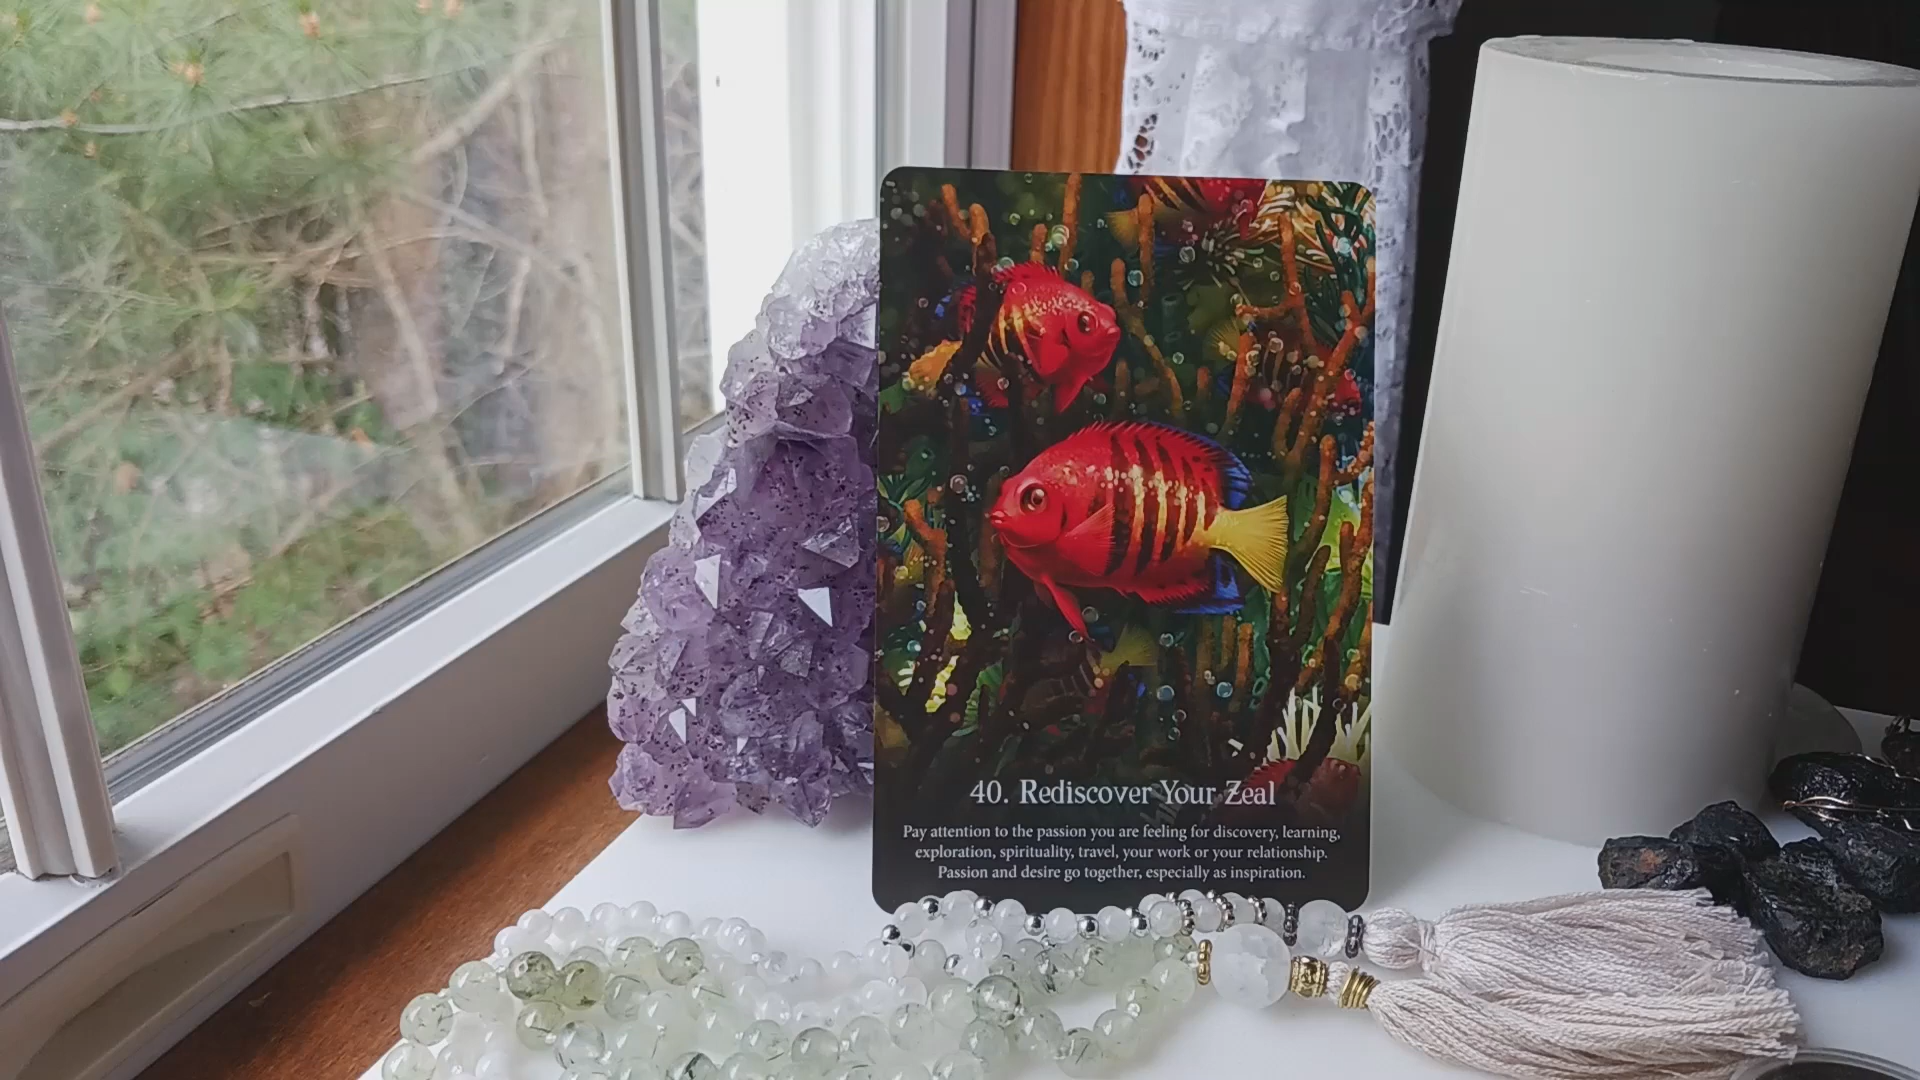 40. Rediscover Your Zeal
Pay attention to the passion you are feeling for discovery, learning,
exploration, spirituality, travel, your work or your relationship.
Passion and desire go together, especially as inspiration.